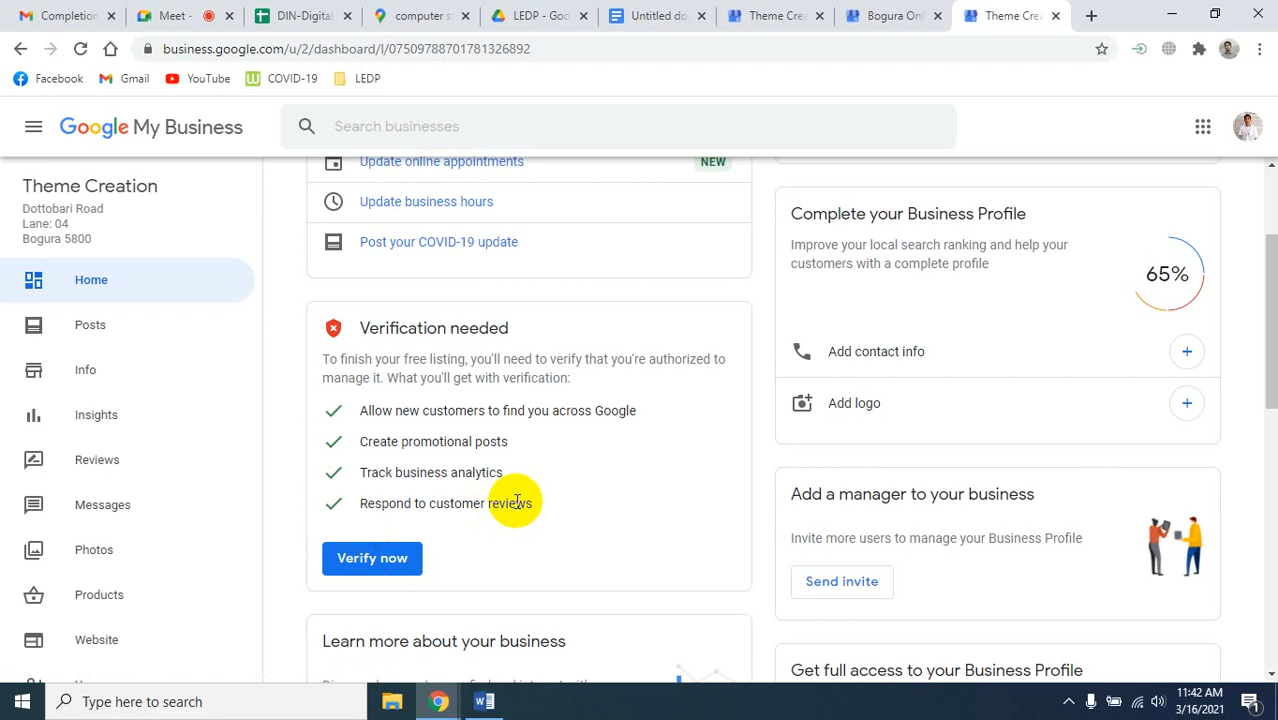 Completion
Meet -
DIN-Digital
computer s
LEDP - Goo
Untitled do
Theme Crea
Bogura Onl
Theme Crea
business.google.com/u/2/dashboard/l/07509788701781326892
Facebook
Gmail
YouTube
COVID-19
LEDP
Google My Business
Search businesses
Theme Creation
Dottobari Road
Lane: 04
Bogura 5800
Home
Posts
Info
Insights
Reviews
Messages
Photos
Products
Website
Update online appointments
NEW
Update business hours
Post your COVID-19 update
Verification needed
To finish your free listing, you'll need to verify that you're authorized to
manage it. What you'll get with verification:
Allow new customers to find you across Google
Create promotional posts
Track business analytics
Respond to customer reviews
Verify now
Learn more about your business
Complete your Business Profile
Improve your local search ranking and help your
customers with a complete profile
65%
Add contact info
Add logo
Add a manager to your business
Invite more users to manage your Business Profile
Send invite
Get full access to your Business Profile
Type here to search
11:42 AM
3/16/2021